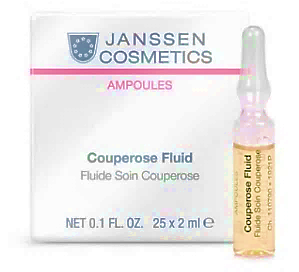 JANSSEN
COSMETICS
AMPOULES
Couperose Fluid
Fluide Soin Couperose
NET 0.1 FL. OZ. 25 x 2 ml e
AMPOULES
Couperose Fluid
Fluide Soin Couperose